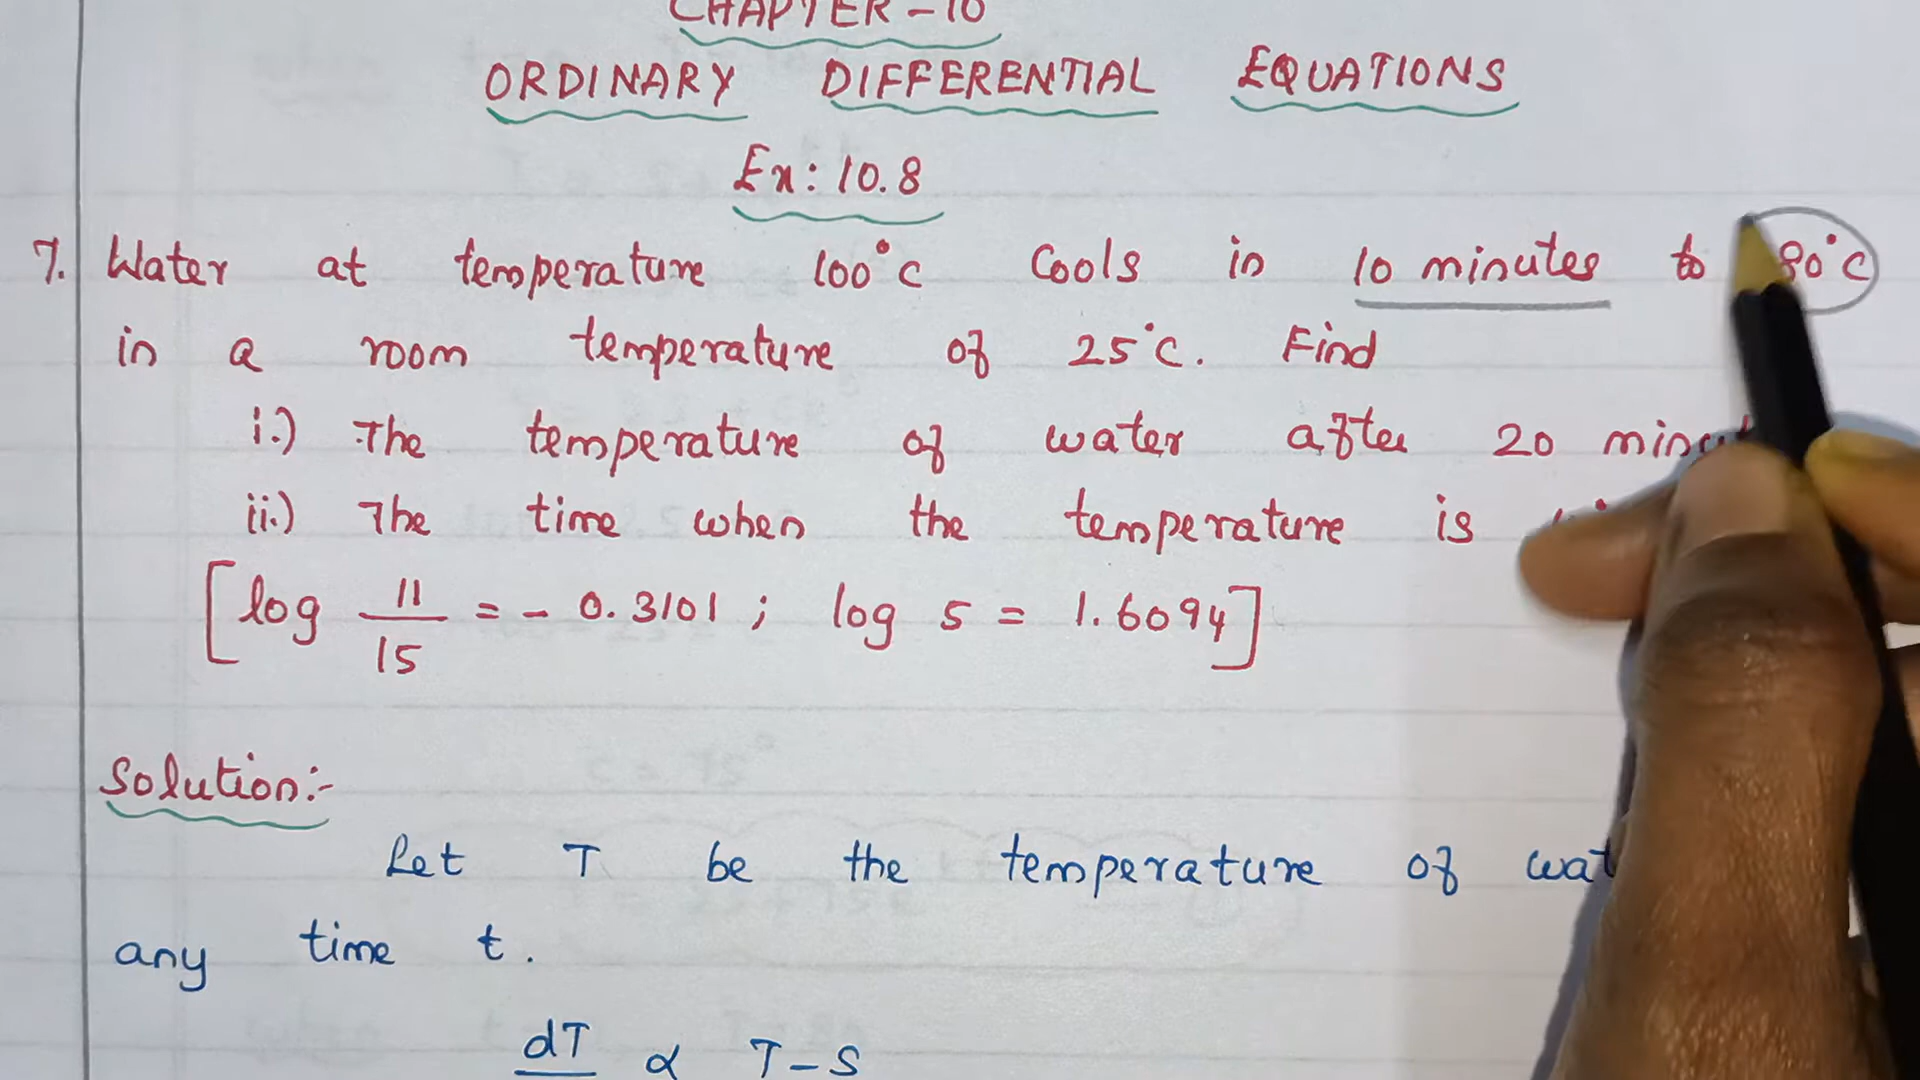 CHAPTER - 10
ORDINARY DIFFERENTIAL EQUATIONS
Ex: 10.8
7. Water at temperature 100°C Cools in 10 minutes to 80°C
in a room temperature of 25°C. Find
i.) The temperature of water after 20
ii.) The time when the temperature is
[log 11/15 = - 0.3101 ; log 5 = 1.6094]
Solution:-
Let T be the temperature of
any time t.
dT ∝ T - S